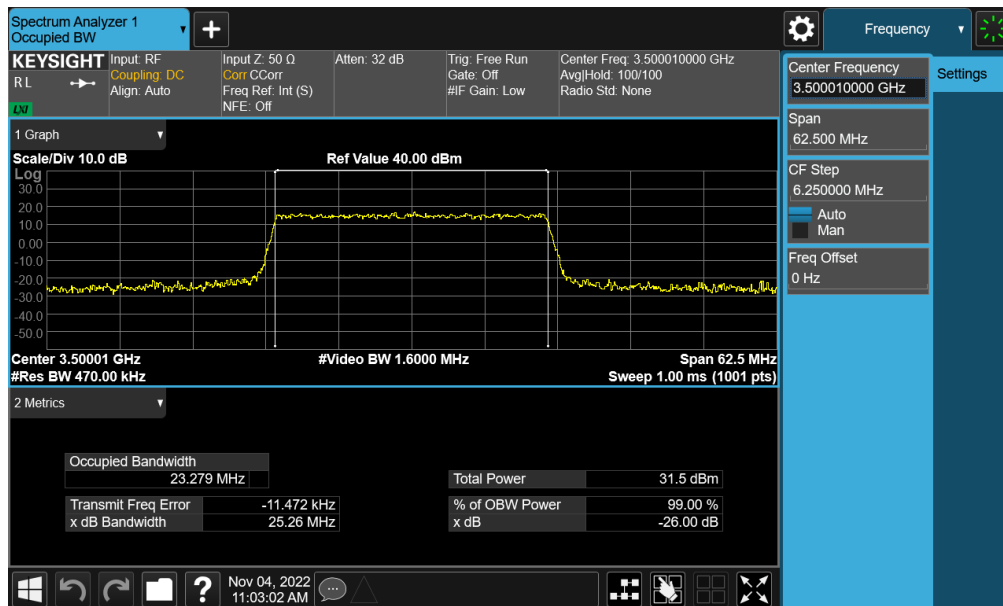 Spectrum Analyzer 1
Occupied BW
+
Frequency
KEYSIGHT
RL
LXI
Input: RF
Coupling: DC
Align: Auto
Input Z: 50 Ω
Corr CCorr
Freq Ref: Int (S)
NFE: Off
Atten: 32 dB
Trig: Free Run
Gate: Off
#IF Gain: Low
Center Freq: 3.500010000 GHz
Avg|Hold: 100/100
Radio Std: None
Center Frequency
3.500010000 GHz
Settings
Span
62.500 MHz
CF Step
6.250000 MHz
Auto
Man
Freq Offset
0 Hz
1 Graph
Scale/Div 10.0 dB
Ref Value 40.00 dBm
Log
30.0
20.0
10.0
0.00
-10.0
-20.0
-30.0
-40.0
-50.0
Center 3.50001 GHz
#Video BW 1.6000 MHz
Span 62.5 MHz
#Res BW 470.00 kHz
Sweep 1.00 ms (1001 pts)
2 Metrics
Occupied Bandwidth
23.279 MHz
Total Power 31.5 dBm
Transmit Freq Error -11.472 kHz
% of OBW Power 99.00 %
x dB Bandwidth 25.26 MHz
x dB -26.00 dB
?
Nov 04, 2022
11:03:02 AM